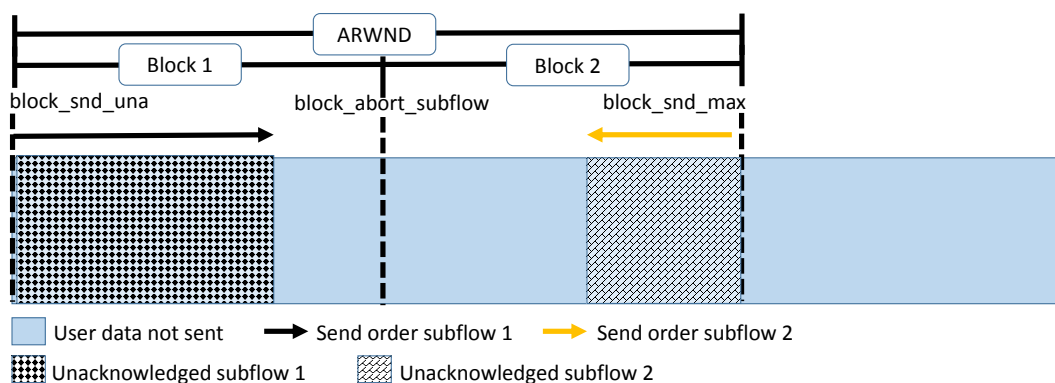 ARWND
Block 1
Block 2
block_snd_una
block_abort_subflow
block_snd_max
User data not sent
Send order subflow 1
Send order subflow 2
Unacknowledged subflow 1
Unacknowledged subflow 2